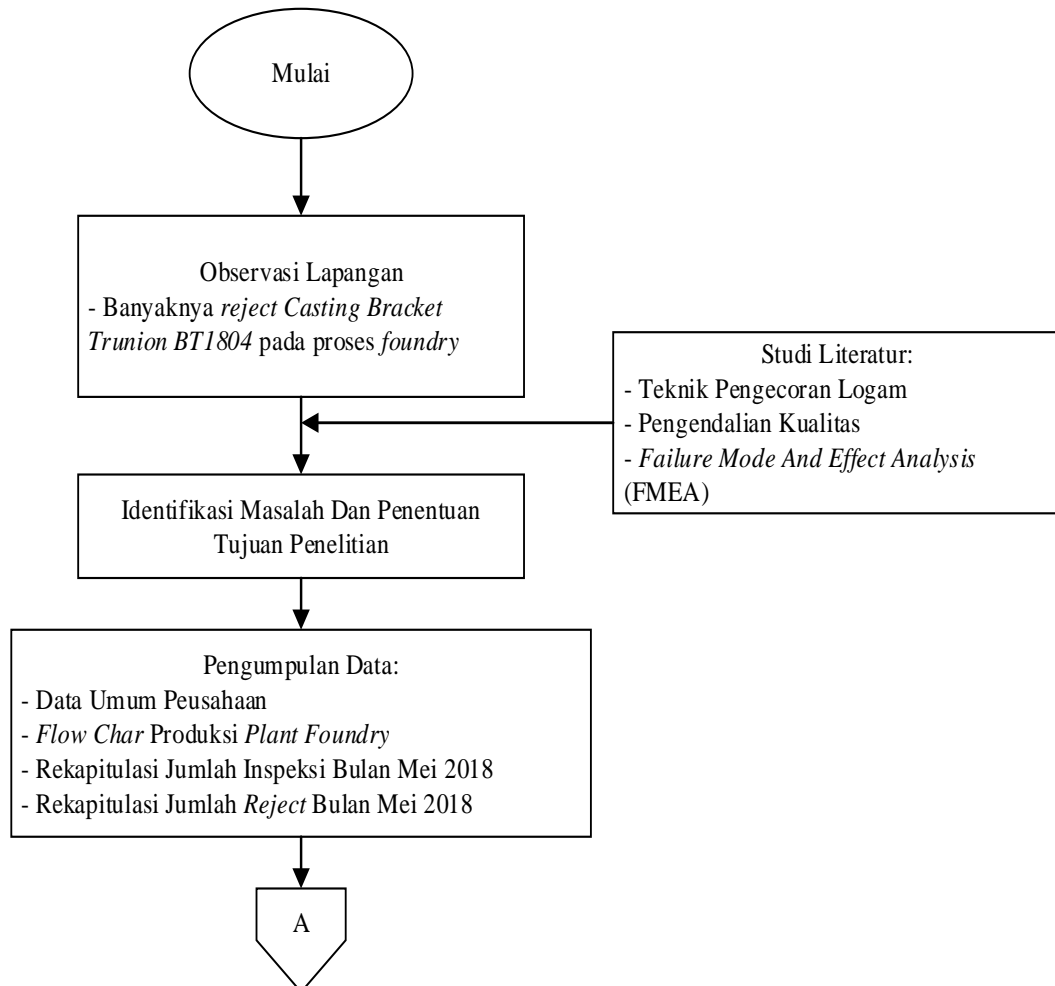 Mulai
Observasi Lapangan
- Banyaknya reject Casting Bracket
Trunion BT1804 pada proses foundry
Studi Literatur:
- Teknik Pengecoran Logam
- Pengendalian Kualitas
- Failure Mode And Effect Analysis
(FMEA)
Identifikasi Masalah Dan Penentuan
Tujuan Penelitian
Pengumpulan Data:
- Data Umum Peusahaan
- Flow Char Produksi Plant Foundry
- Rekapitulasi Jumlah Inspeksi Bulan Mei 2018
- Rekapitulasi Jumlah Reject Bulan Mei 2018
A